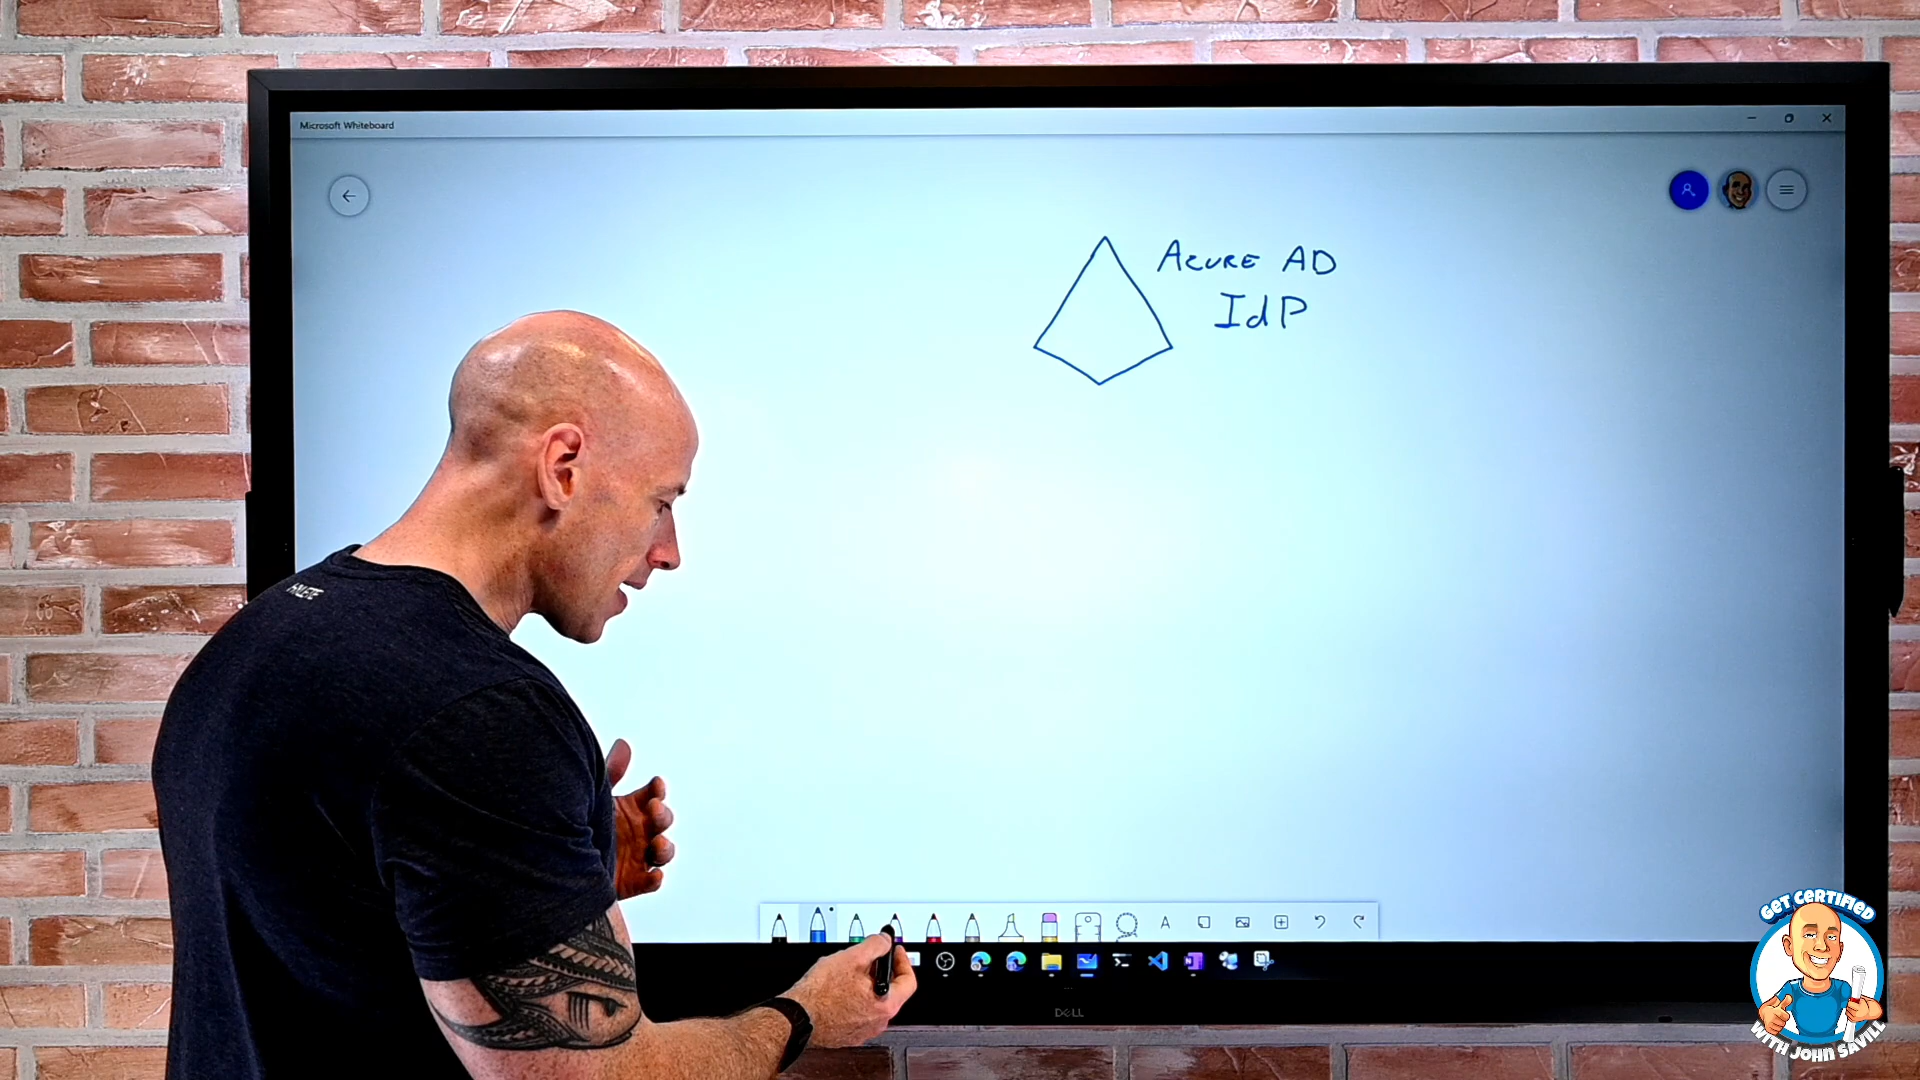 Microsoft Whiteboard
AZURE AD
IdP
DELL
GET CERTIFIED
WITH JOHN SAVILL